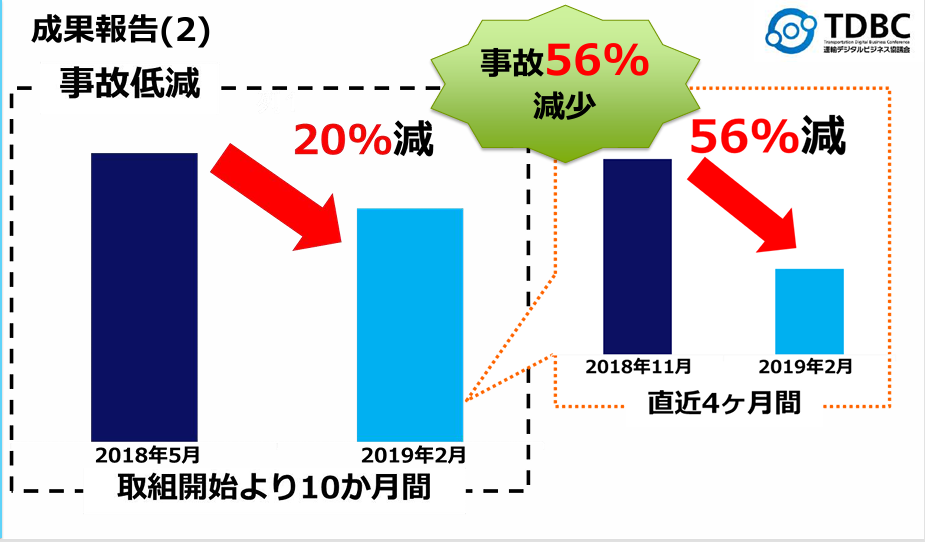 成果報告(2)
事故低減
事故56%
減少
TDBC
Transportation Digital Business Conference
運輸デジタルビジネス協議会
20%減
56%減
2018年5月
2019年2月
取組開始より10か月間
2018年11月
2019年2月
直近4ヶ月間